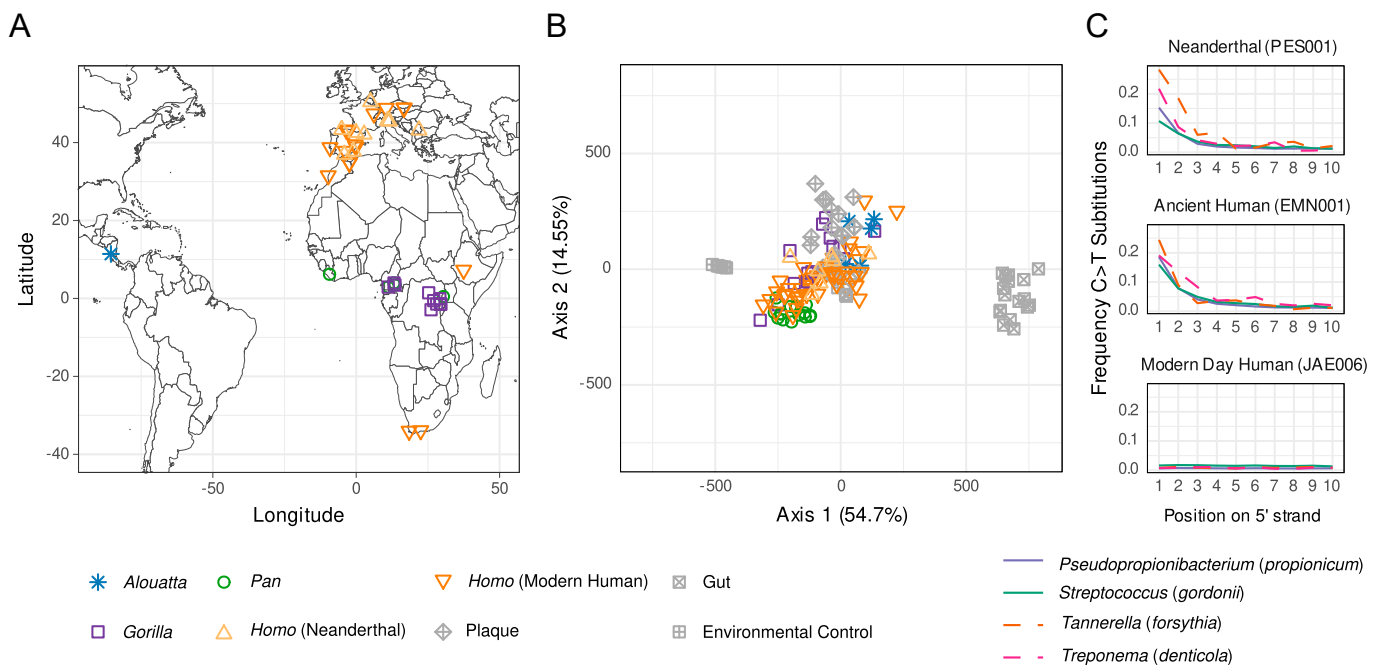 A
B
C
Latitude
40
20
0
-20
-40
-50
0
50
Longitude
Axis 2 (14.55%)
500
0
-500
-500
0
500
Axis 1 (54.7%)
Frequency C>T Substitutions
Neanderthal (PES001)
0.2
0.1
0.0
1 2 3 4 5 6 7 8 9 10
Ancient Human (EMN001)
0.2
0.1
0.0
1 2 3 4 5 6 7 8 9 10
Modern Day Human (JAE006)
0.2
0.1
0.0
1 2 3 4 5 6 7 8 9 10
Position on 5' strand
Alouatta
Pan
Homo (Modern Human)
Gut
Gorilla
Homo (Neanderthal)
Plaque
Environmental Control
Pseudopropionibacterium (propionicum)
Streptococcus (gordonii)
Tannerella (forsythia)
Treponema (denticola)